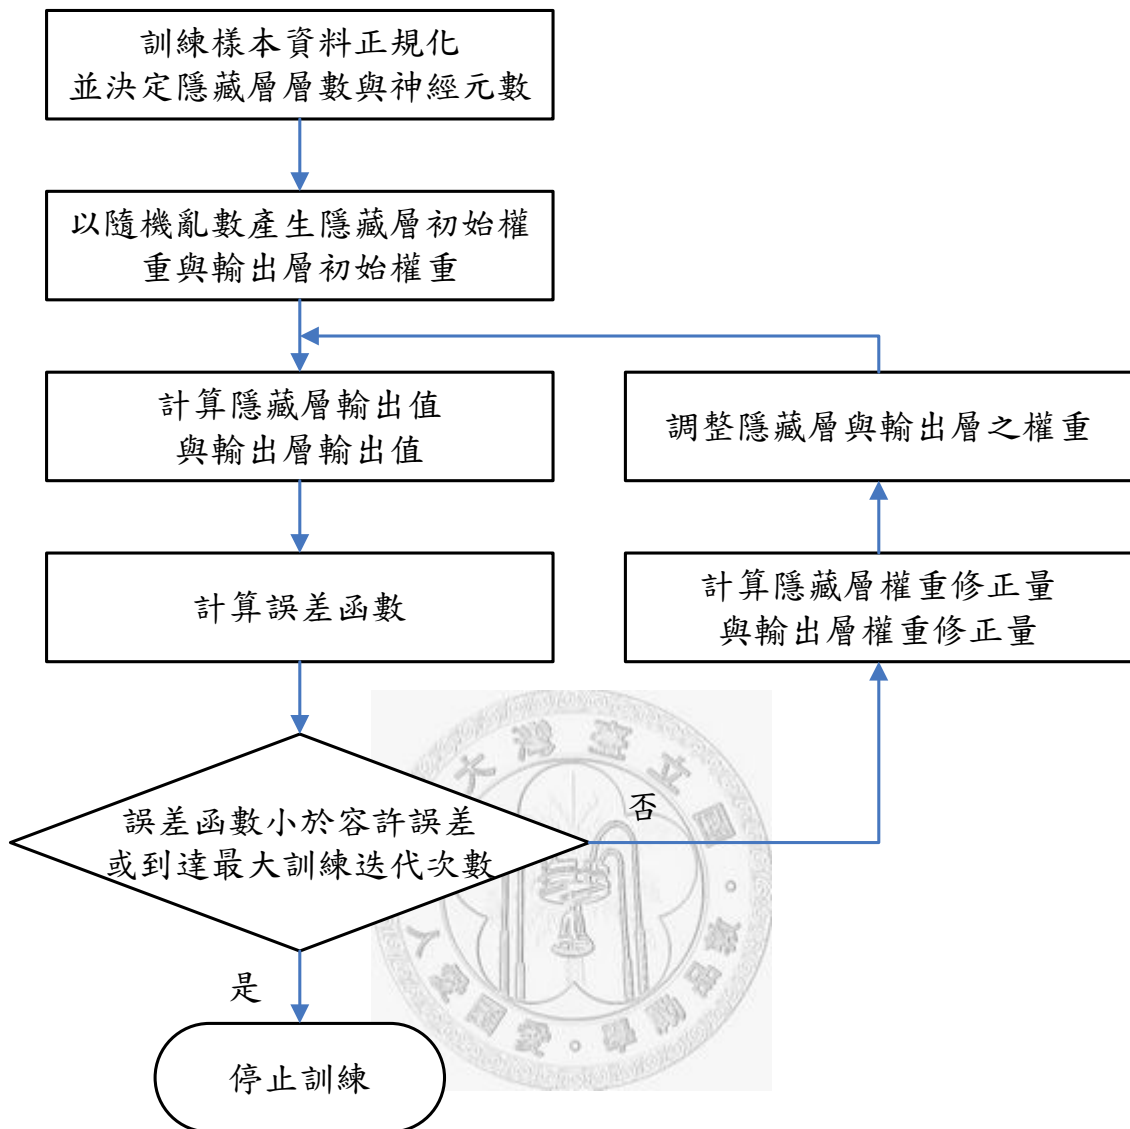 訓練樣本資料正規化
並決定隱藏層層數與神經元數
以隨機亂數產生隱藏層初始權
重與輸出層初始權重
計算隱藏層輸出值
與輸出層輸出值
計算誤差函數
誤差函數小於容許誤差
或到達最大訓練迭代次數
是
停止訓練
否
計算隱藏層權重修正量
與輸出層權重修正量
調整隱藏層與輸出層之權重
國立臺灣大